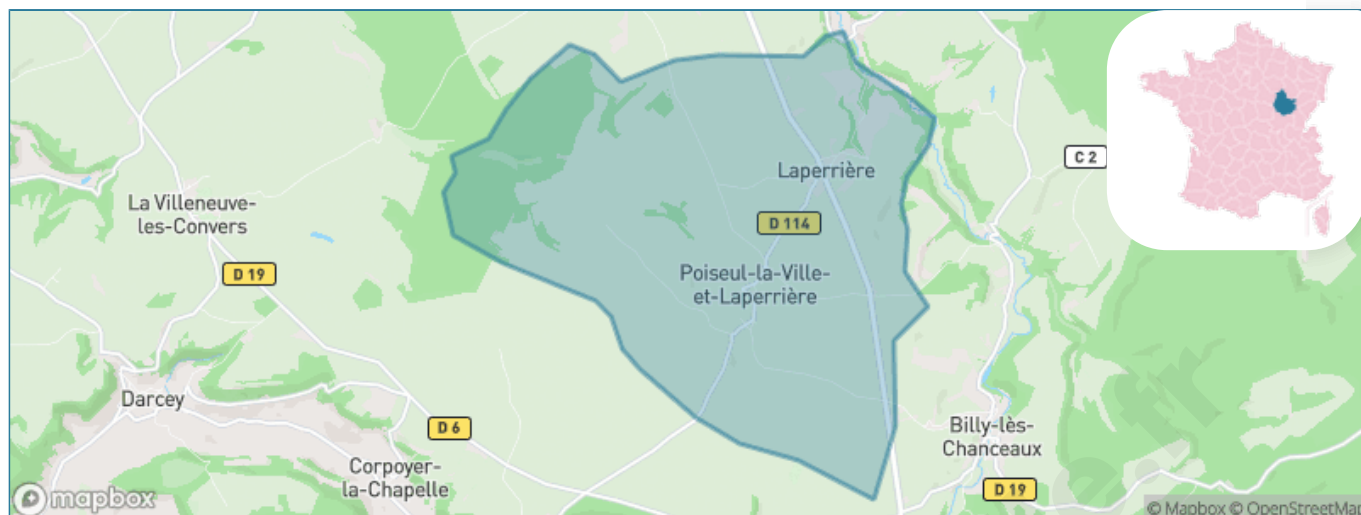 Laperrière
C 2
La Villeneuve-
les-Convers
D 114
D 19
Poiseul-la-Ville-
et-Laperrière
Darcey
D 6
Billy-lès-
Chanceaux
Corpoyer-
la-Chapelle
D 19
mapbox
© Mapbox © OpenStreetMap